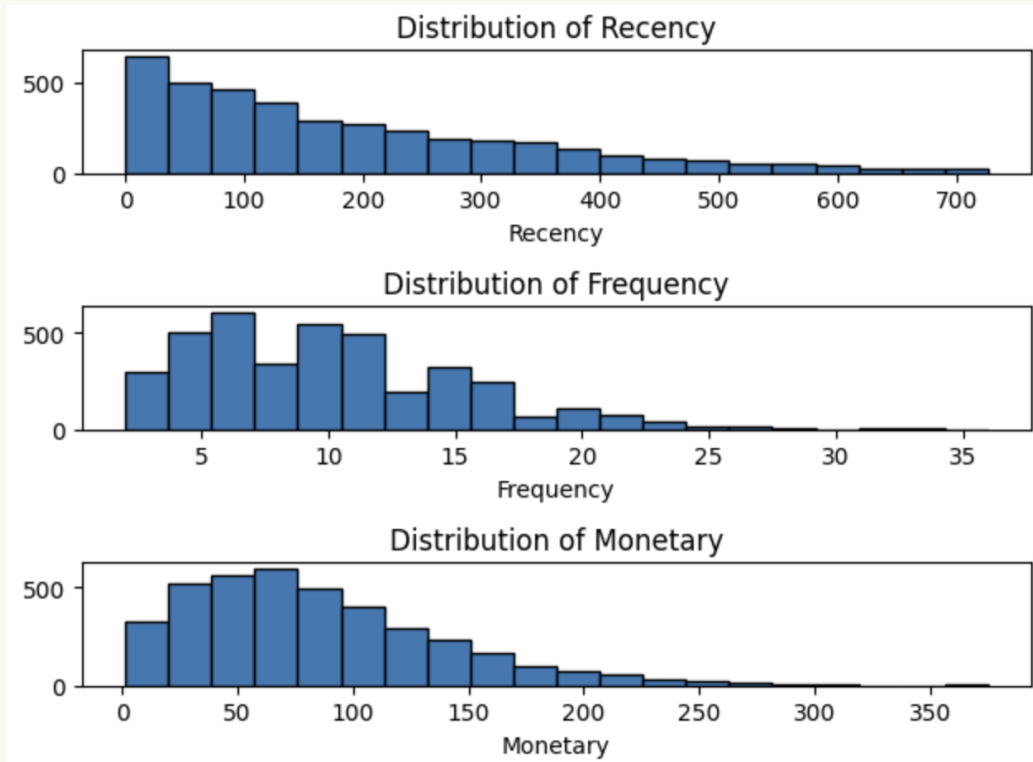 Distribution of Recency
500
0
0 100 200 300 400 500 600 700
Recency
Distribution of Frequency
500
0
5 10 15 20 25 30 35
Frequency
Distribution of Monetary
500
0
0 50 100 150 200 250 300 350
Monetary